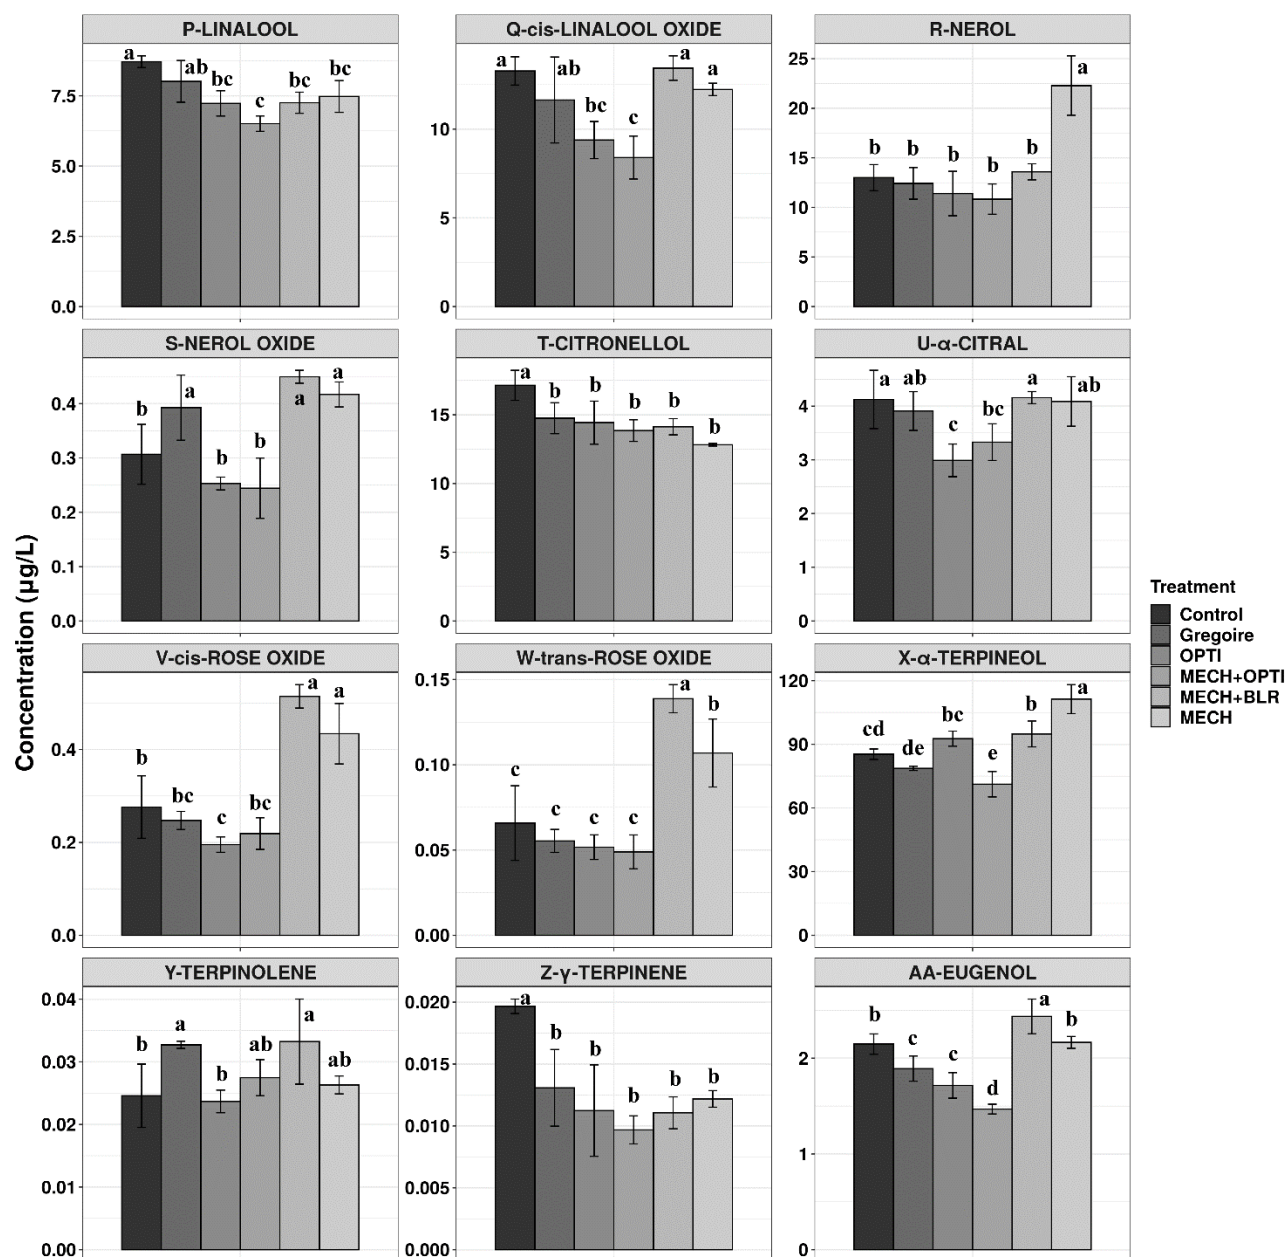 P-LINALOOL
a ab bc c bc bc
7.5
5.0
2.5
0.0
Q-cis-LINALOOL OXIDE
a ab bc c a a
10
5
0
R-NEROL
b b b b b a
25
20
15
10
5
0
S-NEROL OXIDE
b a b b a a
0.4
0.3
0.2
0.1
0.0
T-CITRONELLOL
a b b b b b
15
10
5
0
U-α-CITRAL
a ab c bc a ab
4
3
2
1
0
V-cis-ROSE OXIDE
b bc c bc a a
0.4
0.2
0.0
W-trans-ROSE OXIDE
c c c c a b
0.15
0.10
0.05
0.00
X-α-TERPINEOL
cd de bc e b a
120
90
60
30
0
Y-TERPINOLENE
b a b ab a ab
0.04
0.03
0.02
0.01
0.00
Z-γ-TERPINENE
a b b b b b
0.020
0.015
0.010
0.005
0.000
AA-EUGENOL
b c c d a b
2
1
0
Concentration (µg/L)
Treatment
Control
Gregoire
OPTI
MECH+OPTI
MECH+BLR
MECH